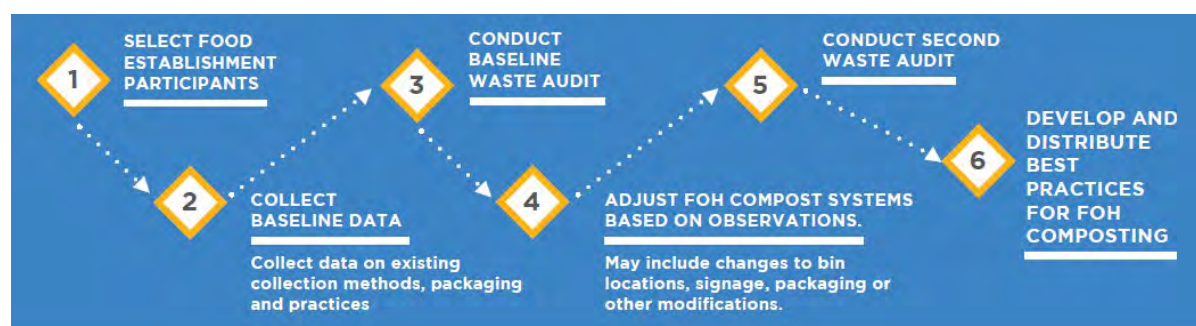 1
SELECT FOOD
ESTABLISHMENT
PARTICIPANTS
2
COLLECT
BASELINE DATA
Collect data on existing
collection methods, packaging
and practices
3
CONDUCT
BASELINE
WASTE AUDIT
4
ADJUST FOH COMPOST SYSTEMS
BASED ON OBSERVATIONS.
May include changes to bin
locations, signage, packaging or
other modifications.
5
CONDUCT SECOND
WASTE AUDIT
6
DEVELOP AND
DISTRIBUTE
BEST
PRACTICES
FOR FOH
COMPOSTING